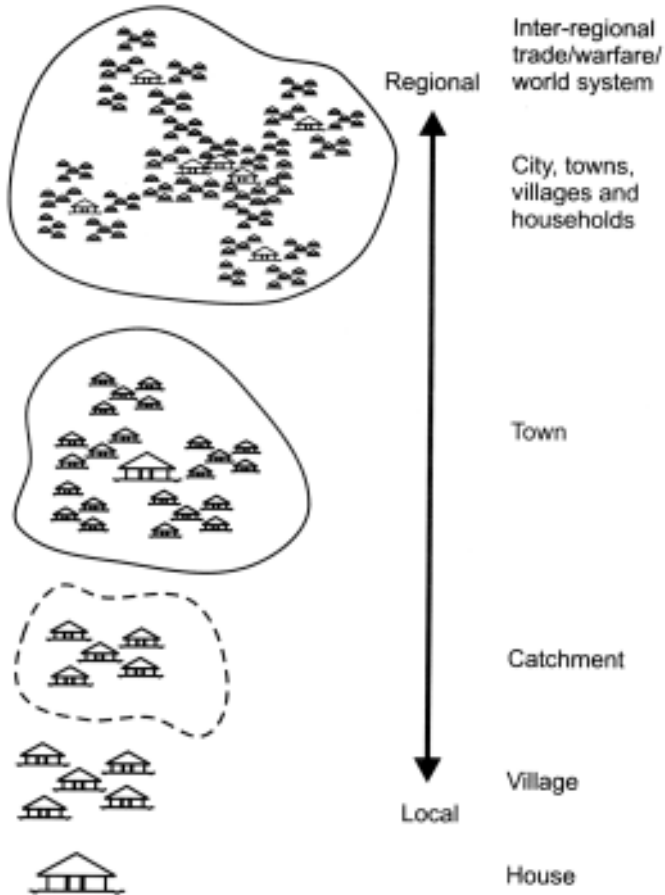 Inter-regional
trade/warfare/
world system
Regional
City, towns,
villages and
households
Town
Catchment
Village
Local
House